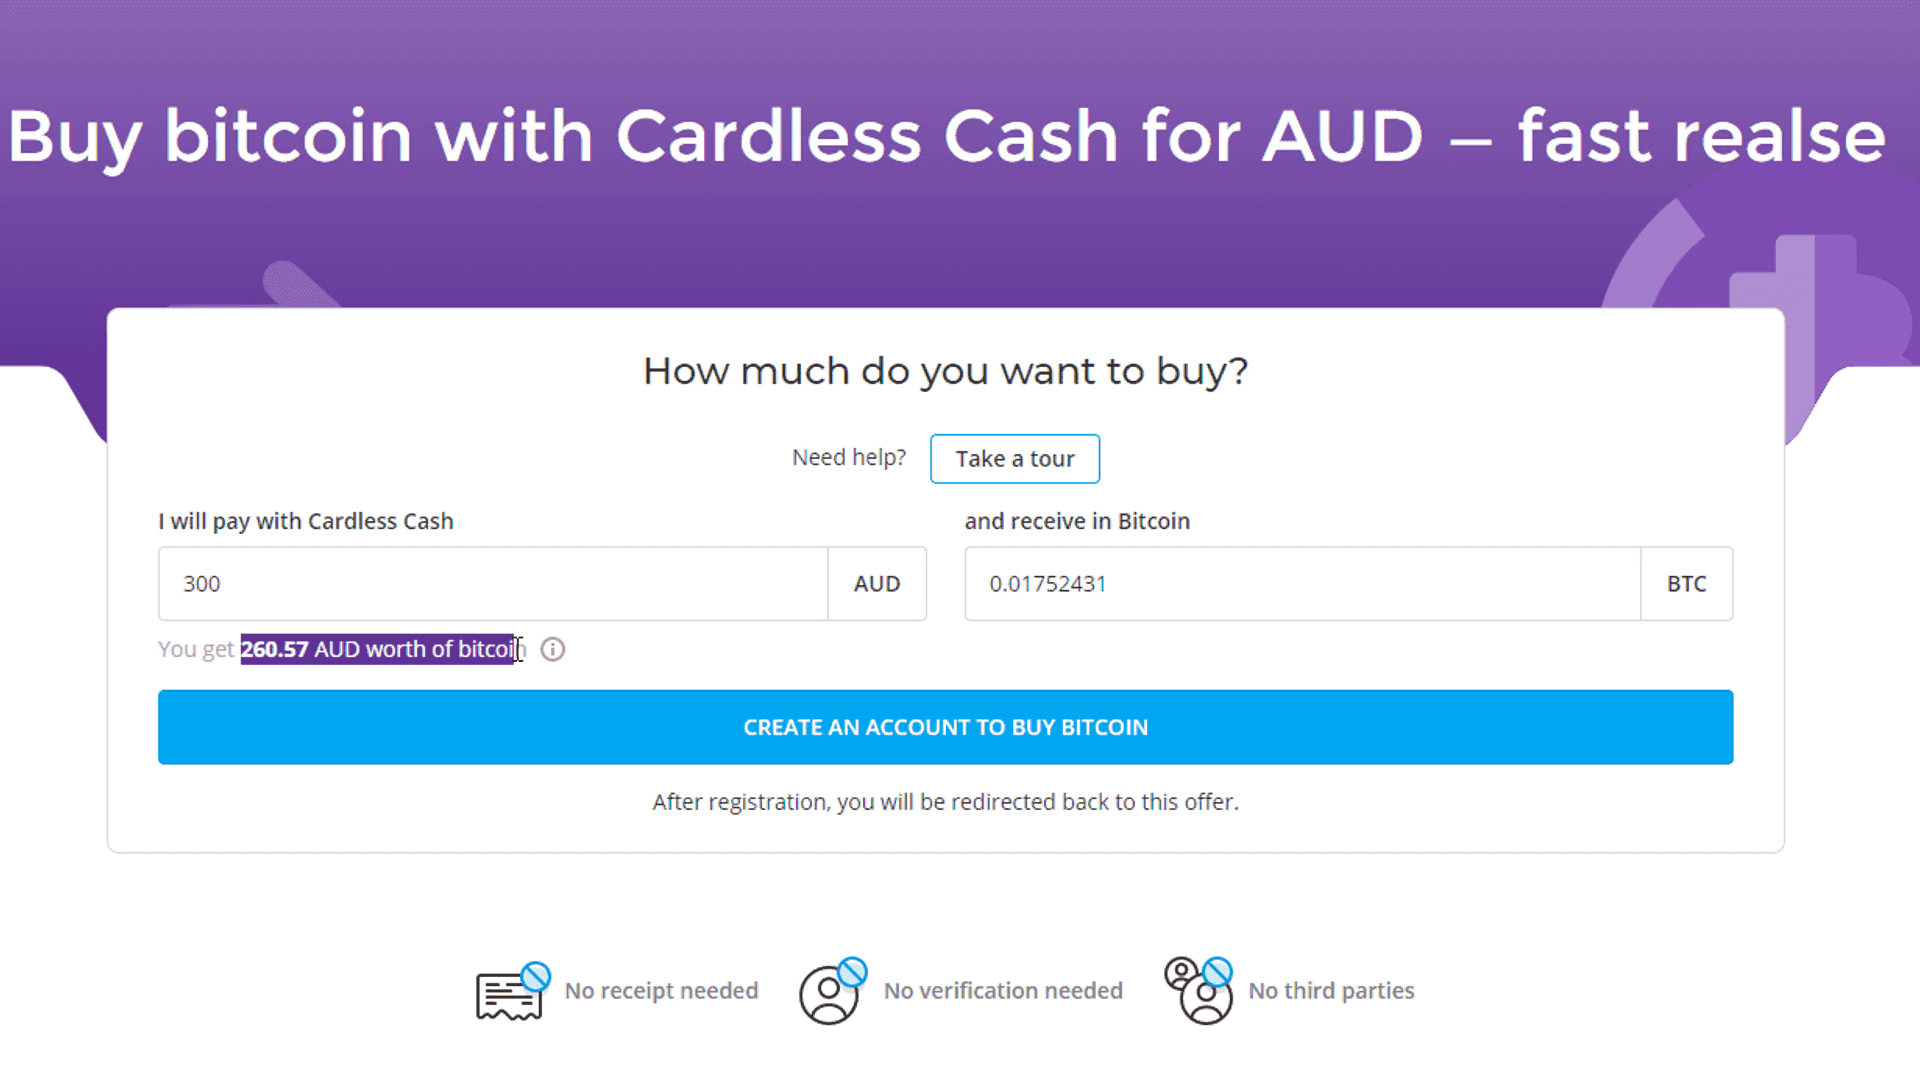 Buy bitcoin with Cardless Cash for AUD – fast realse
How much do you want to buy?
Need help? Take a tour
I will pay with Cardless Cash
and receive in Bitcoin
300 AUD
0.01752431 BTC
You get 260.57 AUD worth of bitcoin
CREATE AN ACCOUNT TO BUY BITCOIN
After registration, you will be redirected back to this offer.
No receipt needed
No verification needed
No third parties